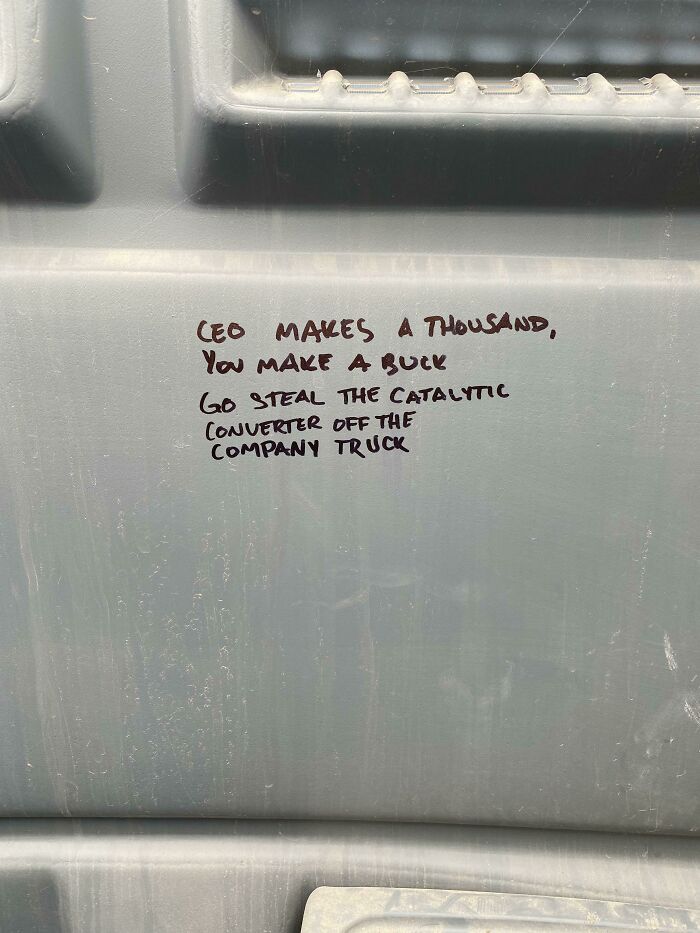 CEO MAKES A THOUSAND,
YOU MAKE A BUCK
GO STEAL THE CATALYTIC
CONVERTER OFF THE
COMPANY TRUCK